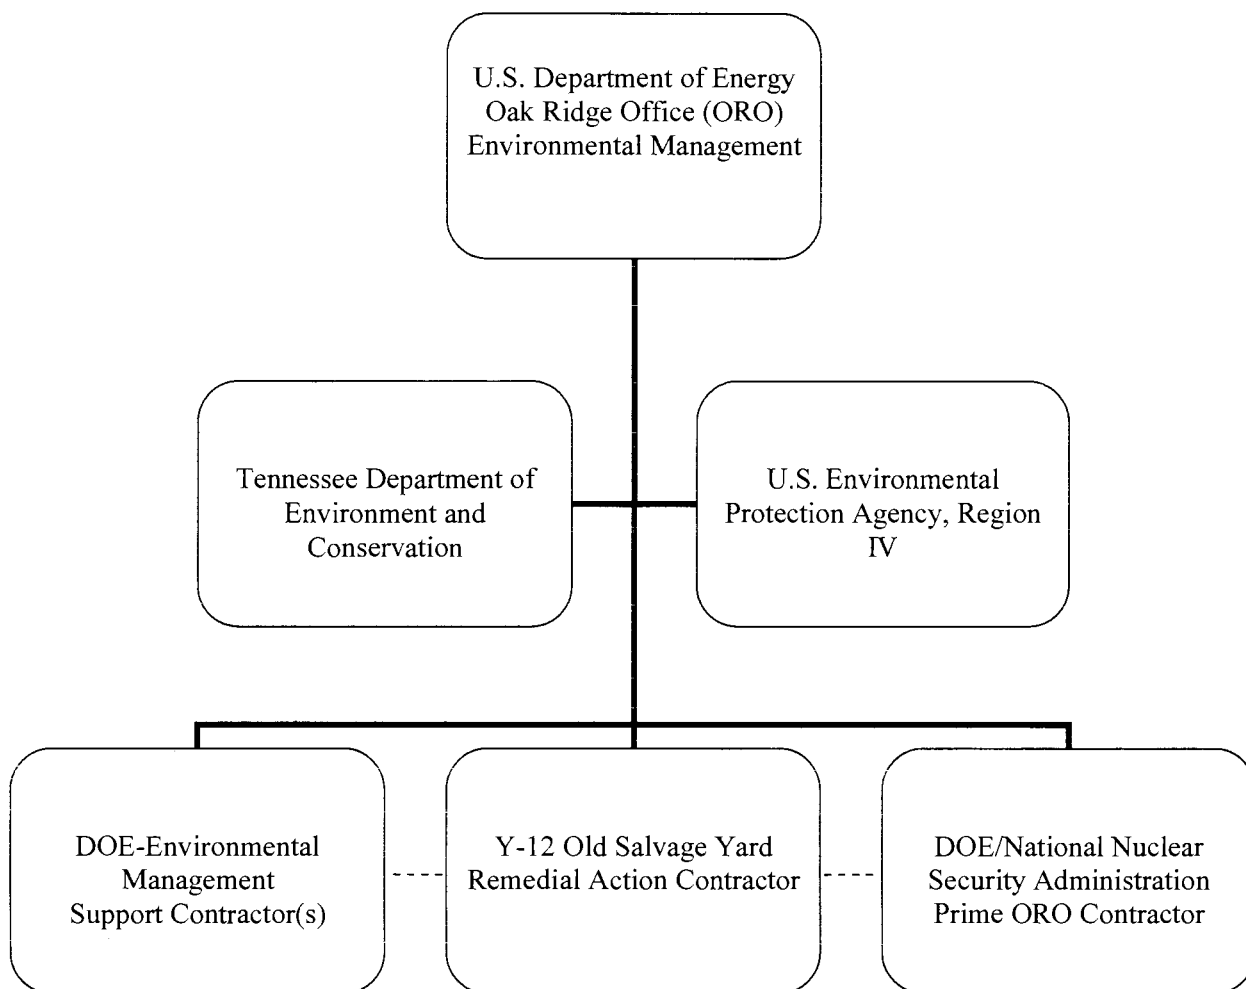 U.S. Department of Energy
Oak Ridge Office (ORO)
Environmental Management
Tennessee Department of
Environment and
Conservation
U.S. Environmental
Protection Agency, Region
IV
DOE-Environmental
Management
Support Contractor(s)
Y-12 Old Salvage Yard
Remedial Action Contractor
DOE/National Nuclear
Security Administration
Prime ORO Contractor